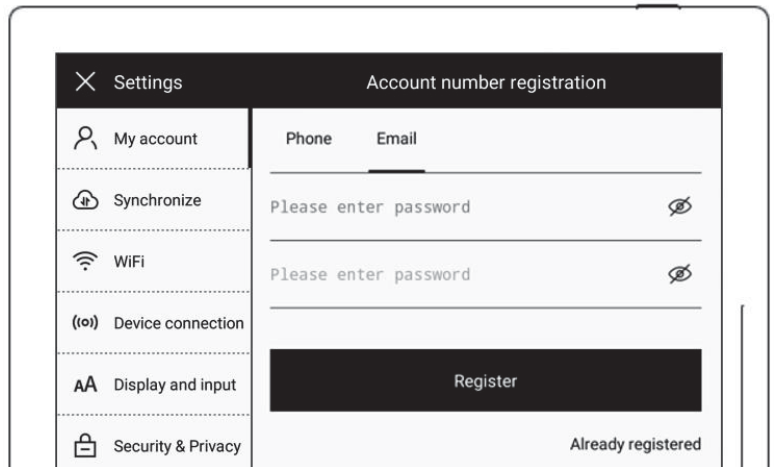 Settings
Account number registration
My account
Phone
Email
Synchronize
Please enter password
WiFi
Please enter password
Device connection
AA Display and input
Register
Security & Privacy
Already registered